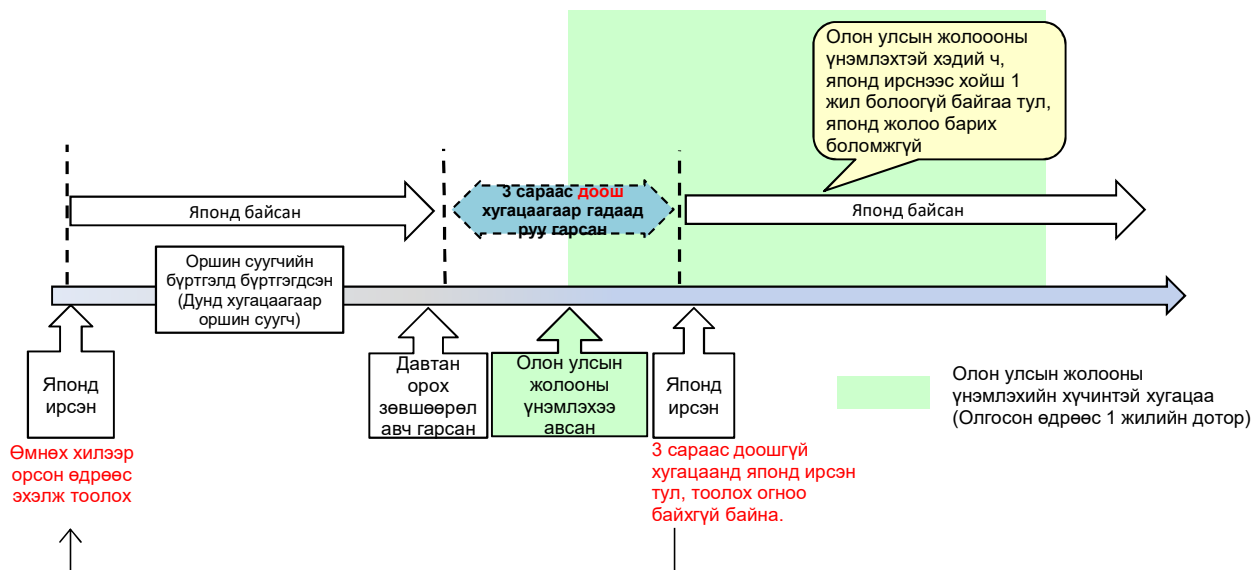 Олон улсын жолоооны
үнэмлэхтэй хэдий ч,
японд ирснээс хойш 1
жил болоогүй байгаа тул,
японд жолоо барих
боломжгүй
Японд байсан
3 сараас доош
хугацаагаар гадаад
руу гарсан
Японд байсан
Оршин суугчийн
бүртгэлд бүртгэгдсэн
(Дунд хугацаагаар
оршин суугч)
Японд
ирсэн
Давтан
орох
зөвшөөрөл
авч гарсан
Олон улсын
жолооны
үнэмлэхээ
авсан
Японд
ирсэн
Олон улсын жолооны
үнэмлэхийн хүчинтэй хугацаа
(Олгосон өдрөөс 1 жилийн дотор)
Өмнөх хилээр
орсон өдрөөс
эхэлж тоолох
3 сараас доошгүй
хугацаанд японд ирсэн
тул, тоолох огноо
байхгүй байна.